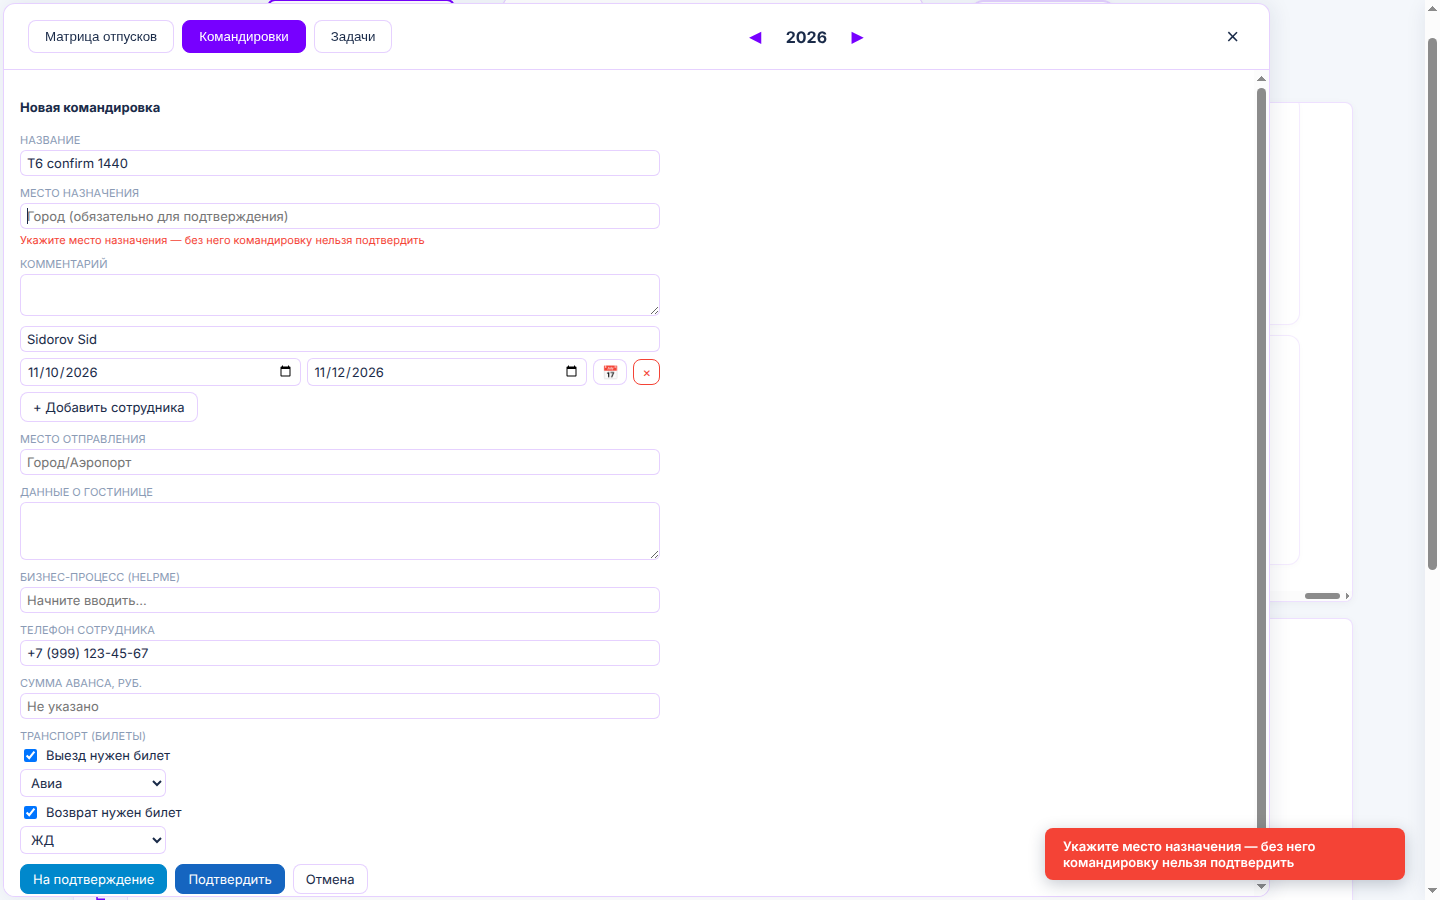 Матрица отпусков
Командировки
Задачи
◀ 2026 ▶
×
Новая командировка
НАЗВАНИЕ
T6 confirm 1440
МЕСТО НАЗНАЧЕНИЯ
Город (обязательно для подтверждения)
Укажите место назначения — без него командировку нельзя подтвердить
КОММЕНТАРИЙ
Sidorov Sid
11/10/2026
11/12/2026
×
+ Добавить сотрудника
МЕСТО ОТПРАВЛЕНИЯ
Город/Аэропорт
ДАННЫЕ О ГОСТИНИЦЕ
БИЗНЕС-ПРОЦЕСС (HELPME)
Начните вводить...
ТЕЛЕФОН СОТРУДНИКА
+7 (999) 123-45-67
СУММА АВАНСА, РУБ.
Не указано
ТРАНСПОРТ (БИЛЕТЫ)
Выезд нужен билет
Авиа
Возврат нужен билет
ЖД
На подтверждение
Подтвердить
Отмена
Укажите место назначения — без него
командировку нельзя подтвердить